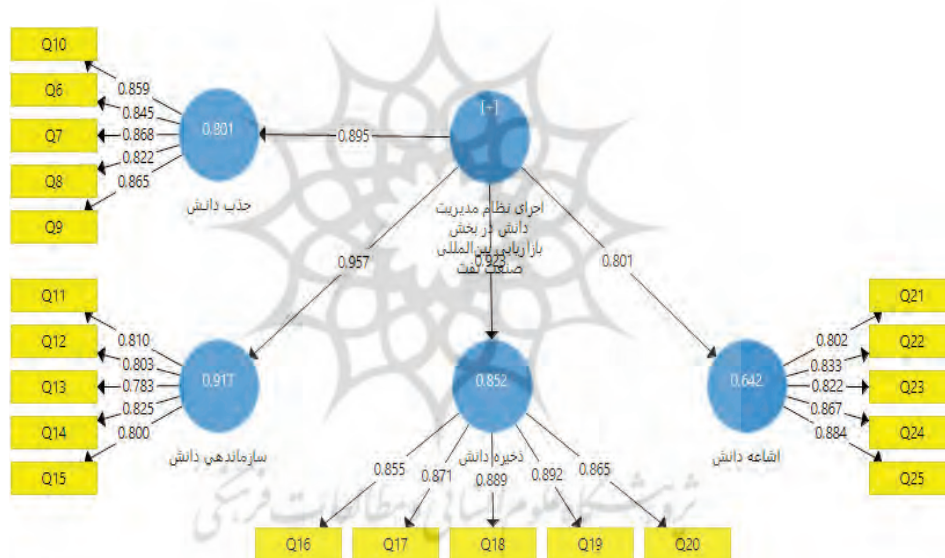 Q10
Q6
Q7
Q8
Q9
0.859
0.845
0.868
0.822
0.865
0.801
جذب دانش
0.895
[+]
اجرای نظام مدیریت
دانش در بخش
بازاریابی بین‌المللی
صنعت نفت
0.957
0.923
0.801
Q11
Q12
Q13
Q14
Q15
0.810
0.803
0.783
0.825
0.800
0.917
سازماندهی دانش
0.852
ذخیره دانش
0.855
0.871
0.889
0.892
0.865
Q16
Q17
Q18
Q19
Q20
0.642
اشاعه دانش
0.802
0.833
0.822
0.867
0.884
Q21
Q22
Q23
Q24
Q25
پژوهشگاه علوم انسانی و مطالعات فرهنگی